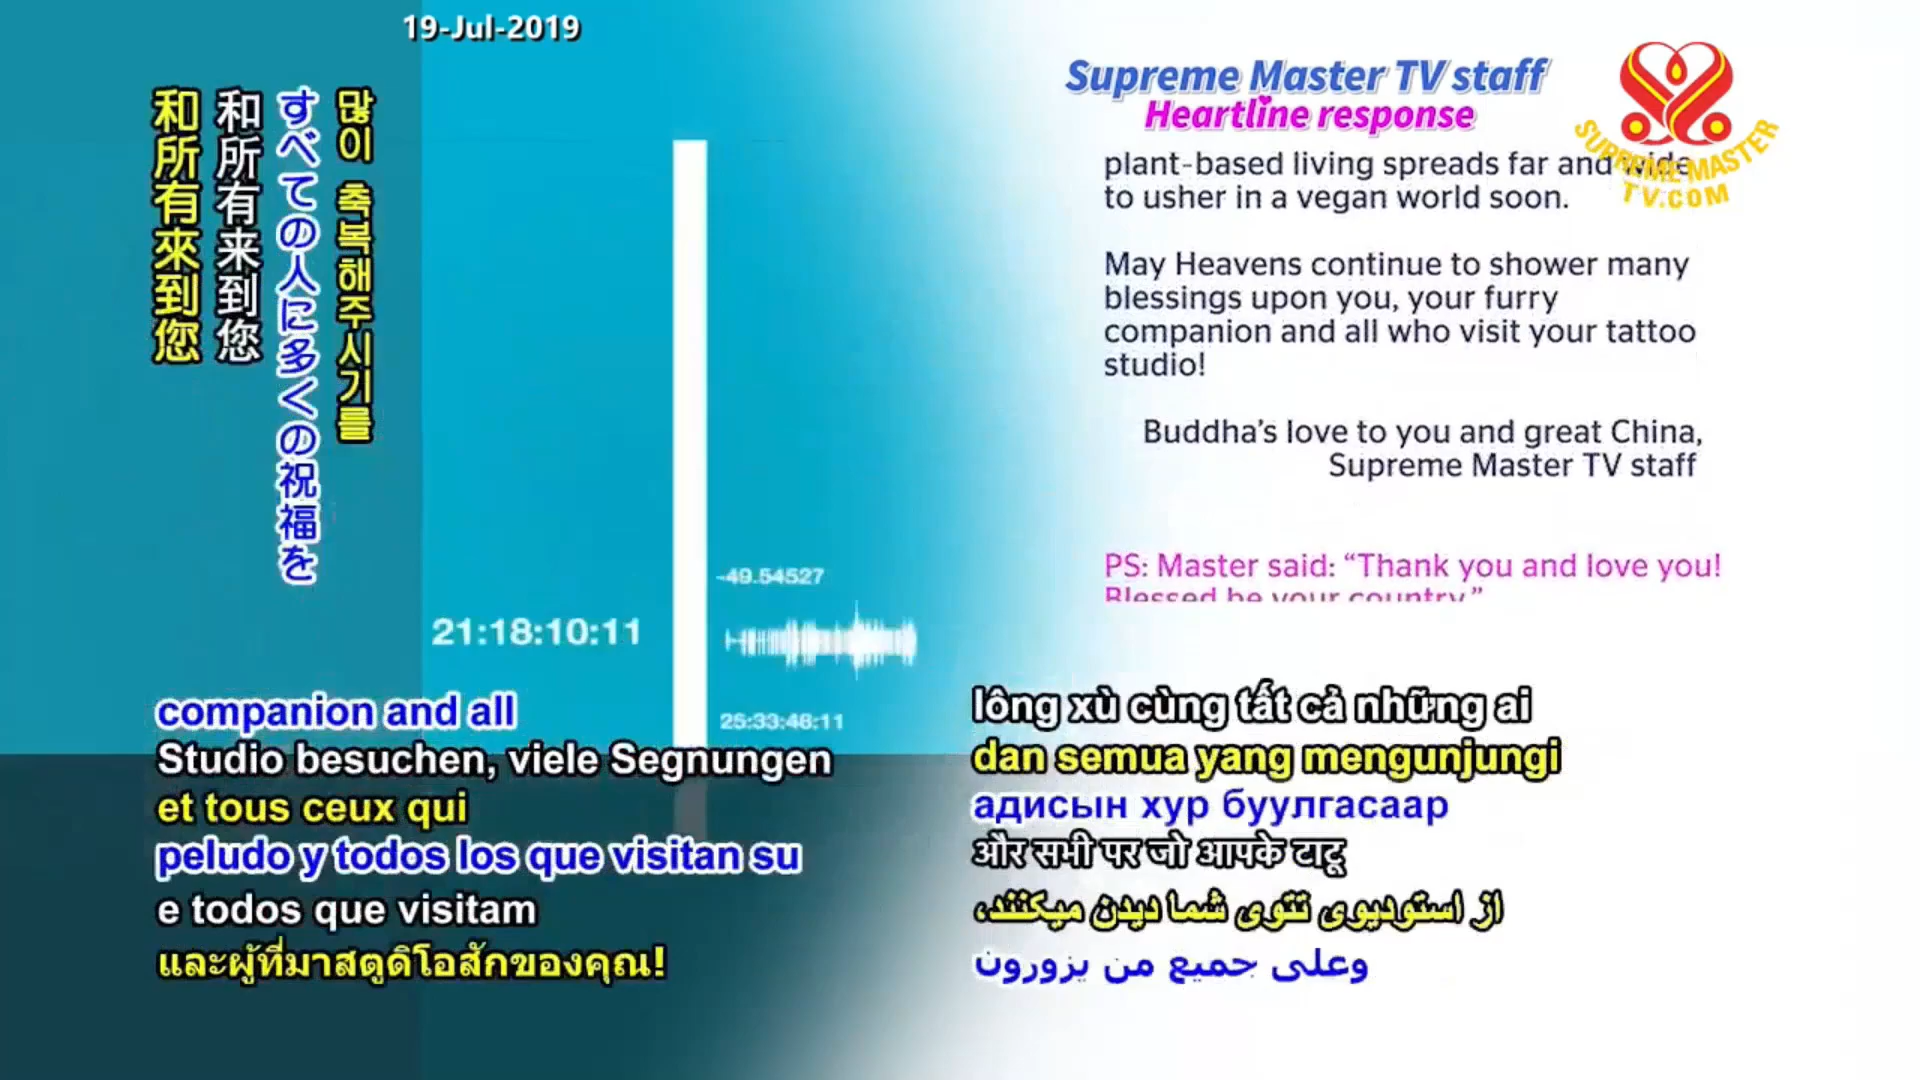 19-Jul-2019
많이 축복해주시기를
すべての人に多くの祝福を
和所有来到您
和所有來到您
Supreme Master TV staff
Heartline response
SUPREME MASTER
TV.COM
plant-based living spreads far and wide
to usher in a vegan world soon.
May Heavens continue to shower many
blessings upon you, your furry
companion and all who visit your tattoo
studio!
Buddha’s love to you and great China,
Supreme Master TV staff
PS: Master said: “Thank you and love you!
Blessed be your country.”
-49.54527
21:18:10:11
25:33:46:11
companion and all
Studio besuchen, viele Segnungen
et tous ceux qui
peludo y todos los que visitan su
e todos que visitam
และผู้ที่มาสตูดิโอสักของคุณ!
lông xù cùng tất cả những ai
dan semua yang mengunjungi
адисын хур буулгасаар
और सभी पर जो आपके टाटू
از استودیوی تتوی شما دیدن میکنند،
وعلى جميع من يزورون